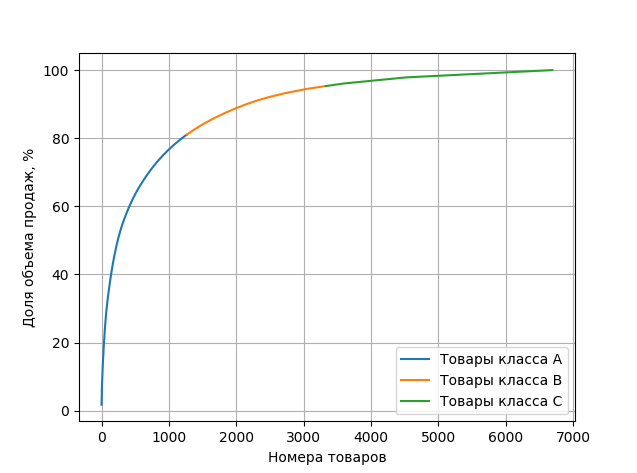 Доля объема продаж, %
100
80
60
40
20
0
0 1000 2000 3000 4000 5000 6000 7000
Номера товаров
Товары класса A
Товары класса B
Товары класса C